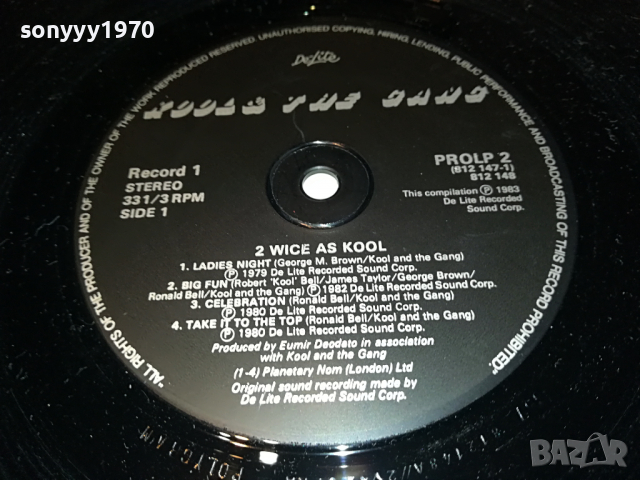 sonyyy1970
ALL RIGHTS OF THE PRODUCER AND OF THE OWNER OF THE WORK REPRODUCED RESERVED. UNAUTHORISED COPYING, HIRING, LENDING, PUBLIC PERFORMANCE AND BROADCASTING OF THIS RECORD PROHIBITED.
De-Lite
KOOL & THE GANG
Record 1
STEREO
33 1/3 RPM
SIDE 1
PROLP 2
(812 147-1)
812 148
This compilation Ⓟ 1983
De Lite Recorded
Sound Corp.
2 WICE AS KOOL
1. LADIES NIGHT (George M. Brown/Kool and the Gang)
Ⓟ 1979 De Lite Recorded Sound Corp.
2. BIG FUN (Robert 'Kool' Bell/James Taylor/George Brown/
Ronald Bell/Kool and the Gang) Ⓟ 1982 De Lite Recorded Sound Corp.
3. CELEBRATION (Ronald Bell/Kool and the Gang)
Ⓟ 1980 De Lite Recorded Sound Corp.
4. TAKE IT TO THE TOP (Ronald Bell/Kool and the Gang)
Ⓟ 1980 De Lite Recorded Sound Corp.
Produced by Eumir Deodato in association
with Kool and the Gang
(1-4) Planetary Nom (London) Ltd
Original sound recording made by
De Lite Recorded Sound Corp.
POLYGRAM
BAZAR